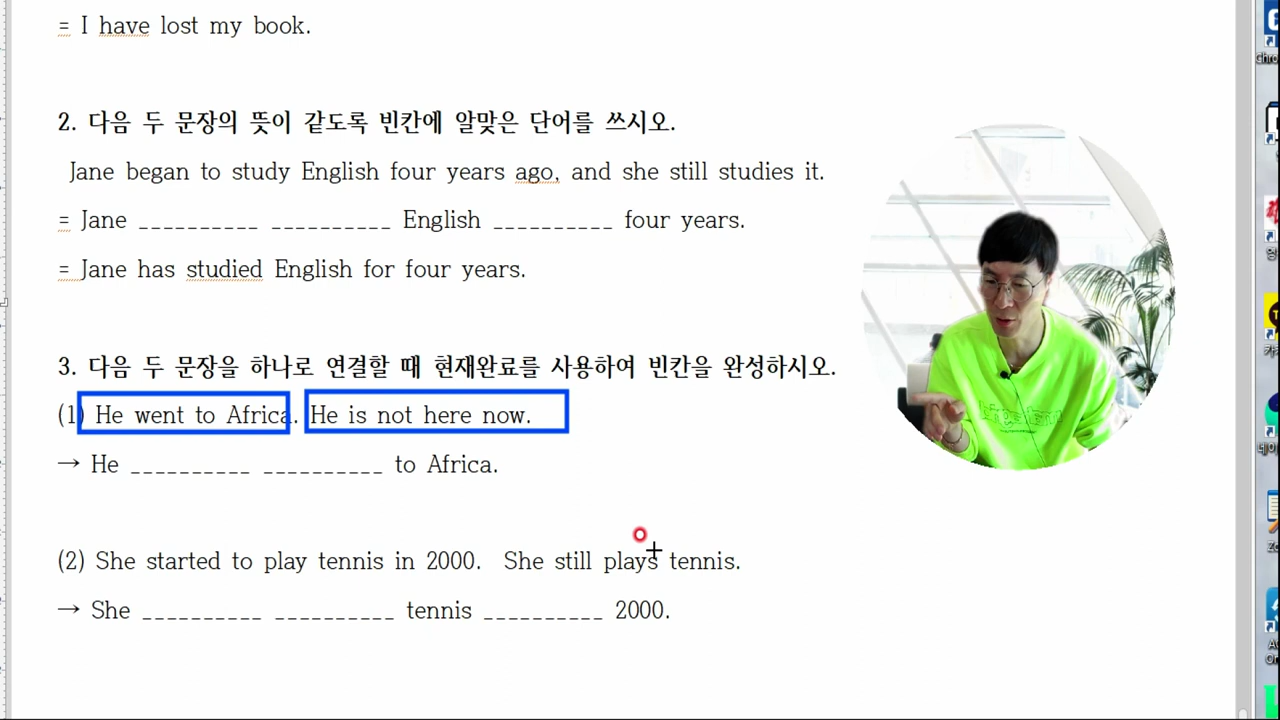 = I have lost my book.
2. 다음 두 문장의 뜻이 같도록 빈칸에 알맞은 단어를 쓰시오.
Jane began to study English four years ago, and she still studies it.
= Jane __________ __________ English __________ four years.
= Jane has studied English for four years.
3. 다음 두 문장을 하나로 연결할 때 현재완료를 사용하여 빈칸을 완성하시오.
(1) He went to Africa. He is not here now.
→ He __________ __________ to Africa.
(2) She started to play tennis in 2000. She still plays tennis.
→ She __________ __________ tennis __________ 2000.